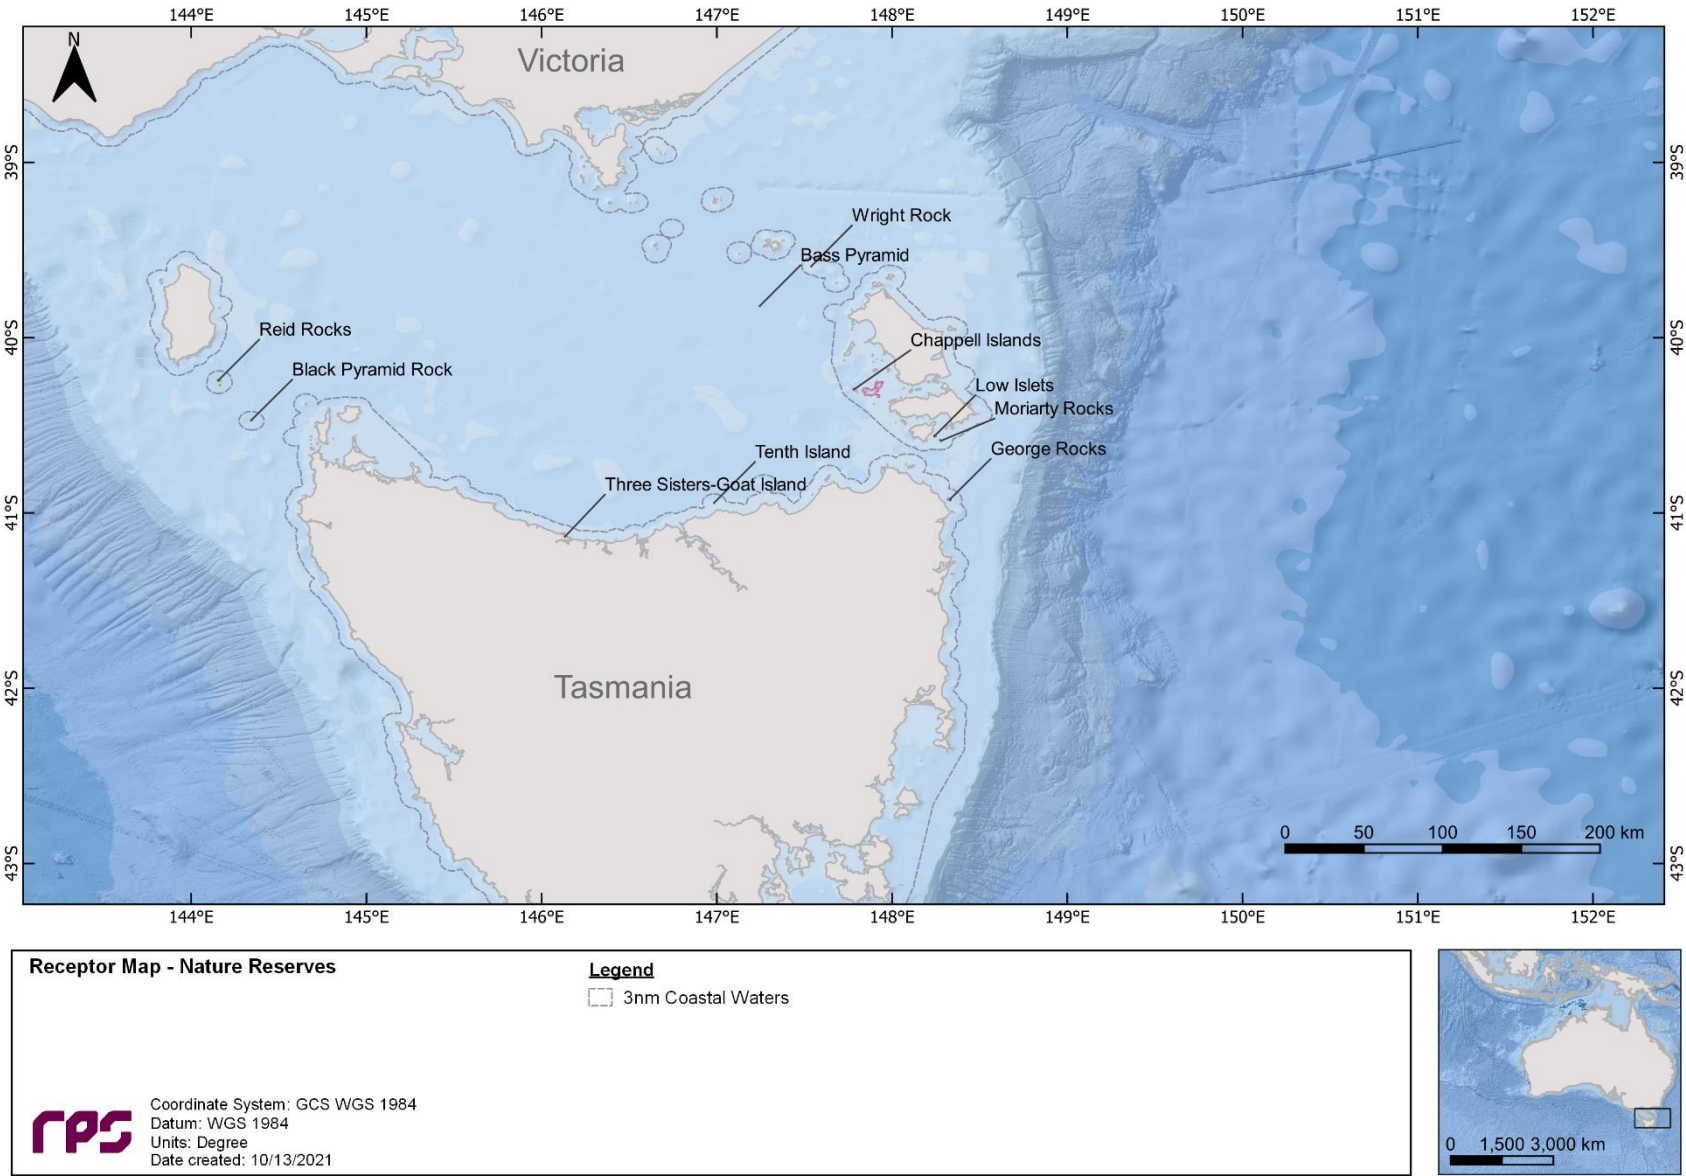 144°E 145°E 146°E 147°E 148°E 149°E 150°E 151°E 152°E
N
Victoria
39°S 39°S
Wright Rock
Bass Pyramid
40°S 40°S
Reid Rocks
Chappell Islands
Black Pyramid Rock
Low Islets
Moriarty Rocks
George Rocks
Tenth Island
Three Sisters-Goat Island
41°S 41°S
Tasmania
42°S 42°S
0 50 100 150 200 km
43°S 43°S
144°E 145°E 146°E 147°E 148°E 149°E 150°E 151°E 152°E
Receptor Map - Nature Reserves
Legend
3nm Coastal Waters
rps
Coordinate System: GCS WGS 1984
Datum: WGS 1984
Units: Degree
Date created: 10/13/2021
0 1,500 3,000 km